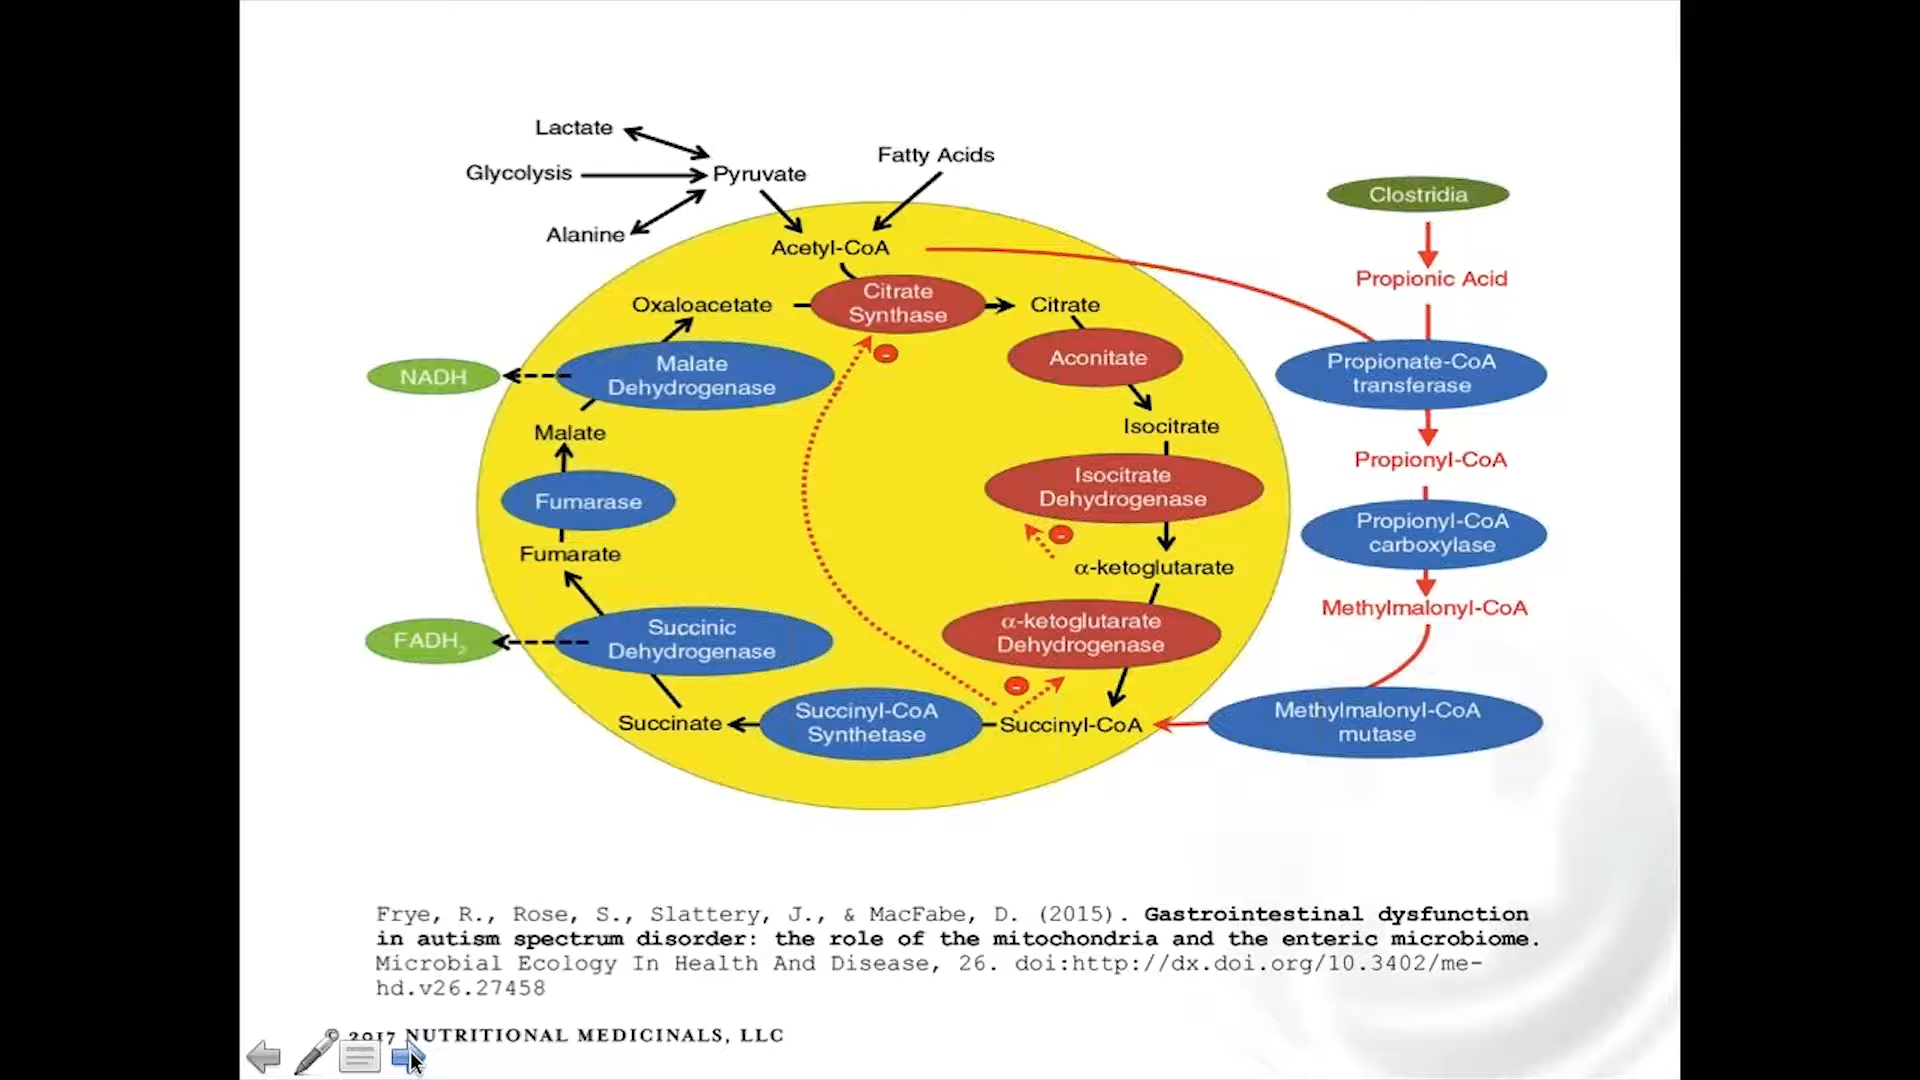 Lactate
Glycolysis
Pyruvate
Alanine
Fatty Acids
Acetyl-CoA
Oxaloacetate
Citrate
Synthase
Citrate
Aconitate
Isocitrate
Isocitrate
Dehydrogenase
α-ketoglutarate
α-ketoglutarate
Dehydrogenase
Succinyl-CoA
Succinyl-CoA
Synthetase
Succinate
Succinic
Dehydrogenase
FADH₂
Fumarate
Fumarase
Malate
Malate
Dehydrogenase
NADH
Clostridia
Propionic Acid
Propionate-CoA
transferase
Propionyl-CoA
Propionyl-CoA
carboxylase
Methylmalonyl-CoA
Methylmalonyl-CoA
mutase
Frye, R., Rose, S., Slattery, J., & MacFabe, D. (2015). Gastrointestinal dysfunction
in autism spectrum disorder: the role of the mitochondria and the enteric microbiome.
Microbial Ecology In Health And Disease, 26. doi:http://dx.doi.org/10.3402/me-
hd.v26.27458
© 2017 NUTRITIONAL MEDICINALS, LLC